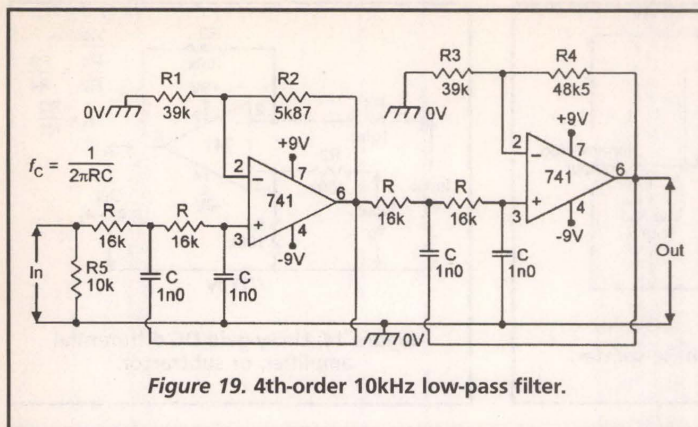 R1
39k
R2
5k87
0V
R3
39k
R4
48k5
0V
+9V
+9V
fC = 1
2πRC
2
7
741
6
3
4
-9V
2
7
741
6
3
4
-9V
R
16k
R
16k
R
16k
R
16k
In
R5
10k
C
1n0
C
1n0
C
1n0
C
1n0
Out
0V
Figure 19. 4th-order 10kHz low-pass filter.